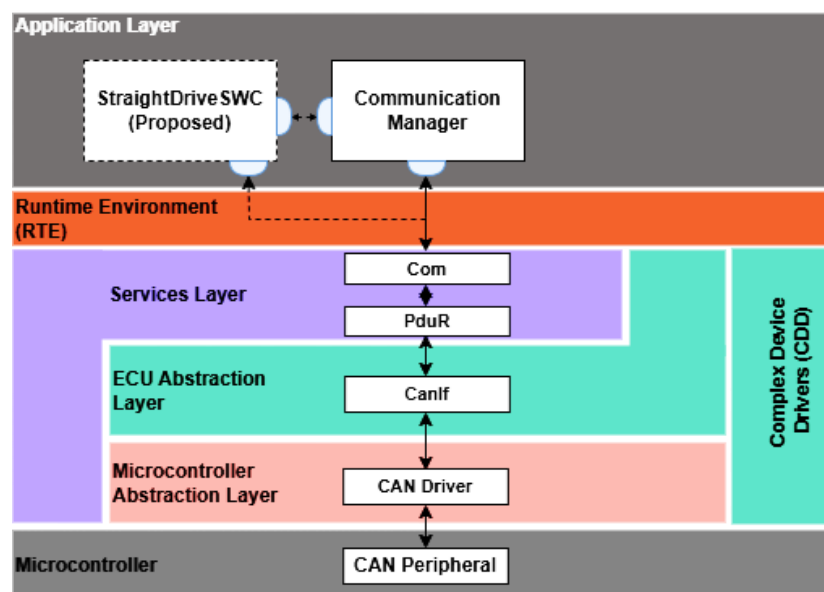 Application Layer
StraightDrive SWC
(Proposed)
Communication
Manager
Runtime Environment
(RTE)
Com
Services Layer
PduR
ECU Abstraction
Layer
CanIf
Complex Device
Drivers (CDD)
Microcontroller
Abstraction Layer
CAN Driver
Microcontroller
CAN Peripheral